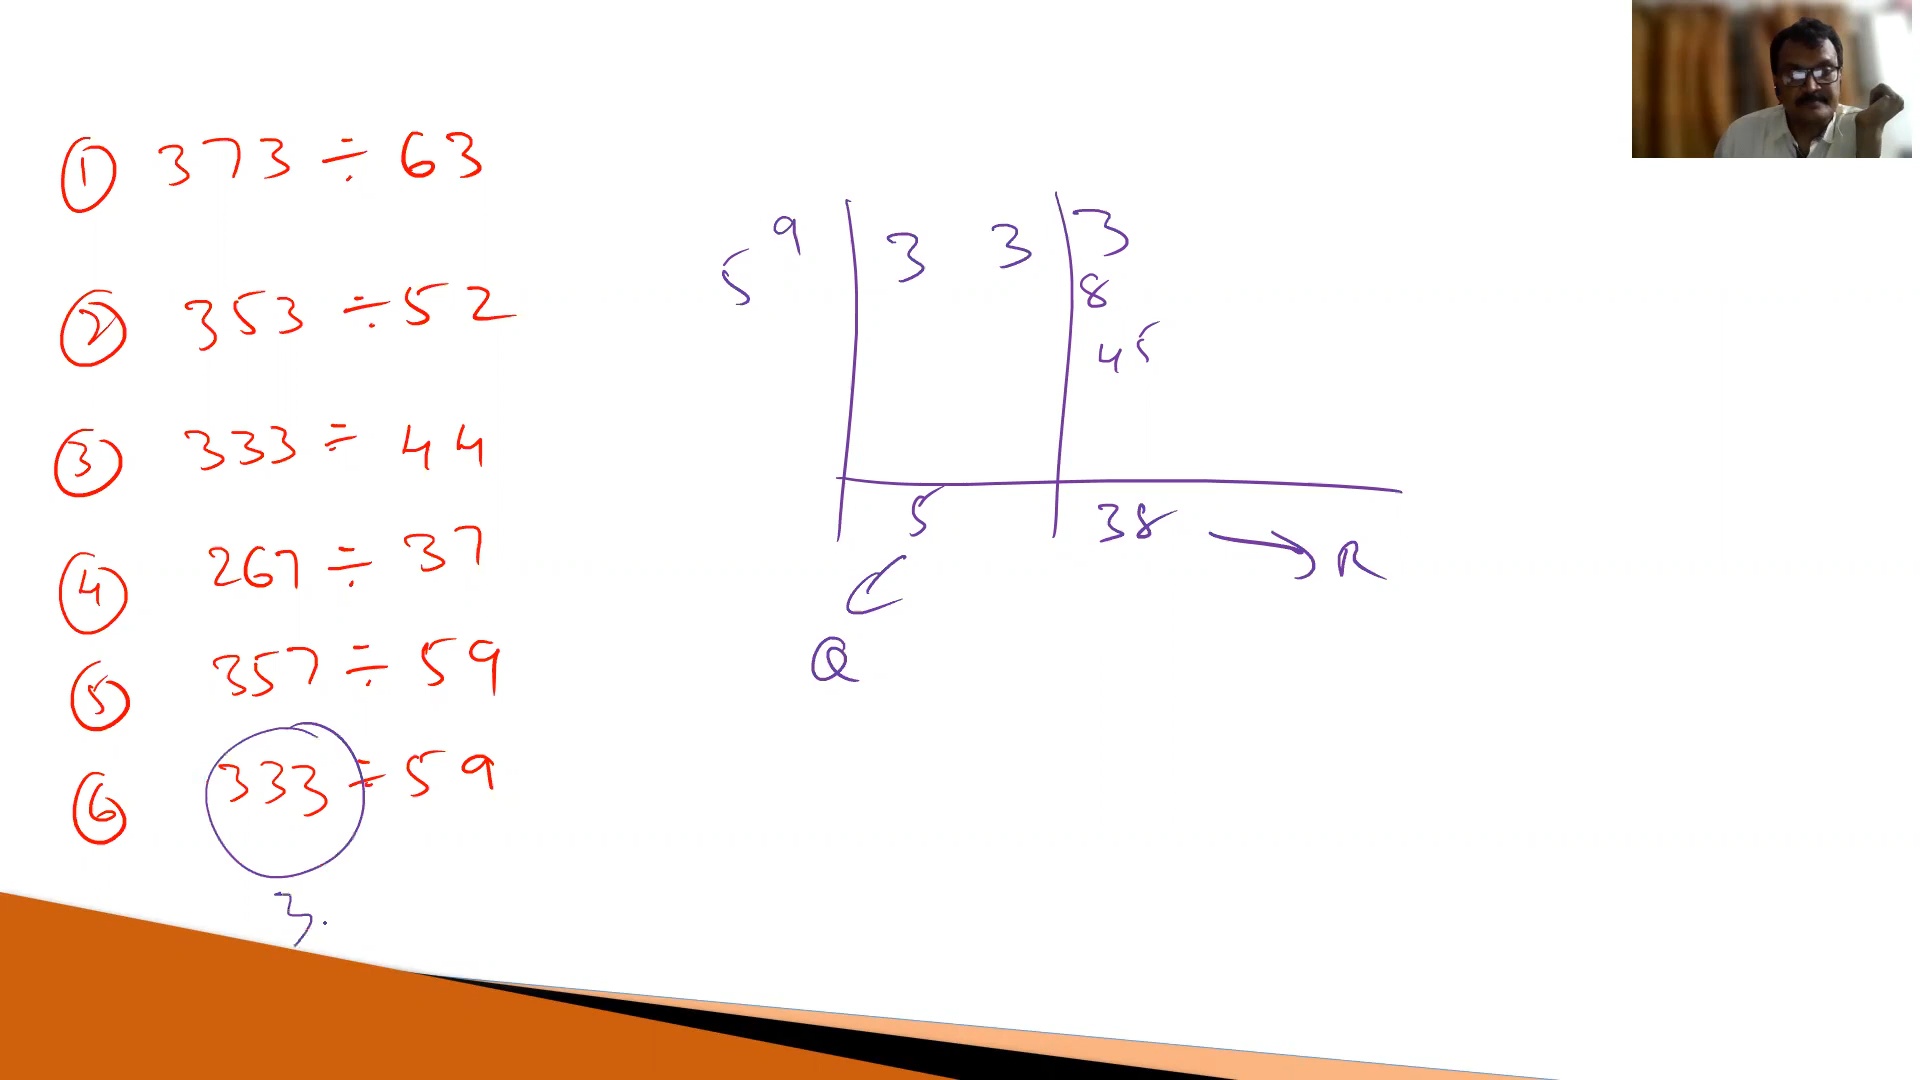 ① 373 ÷ 63
② 353 ÷ 52
③ 333 ÷ 44
④ 267 ÷ 37
⑤ 357 ÷ 59
⑥ 333 ÷ 59
3.
5 9 | 3 3 | 3
8
45
5 | 38 → R
Q